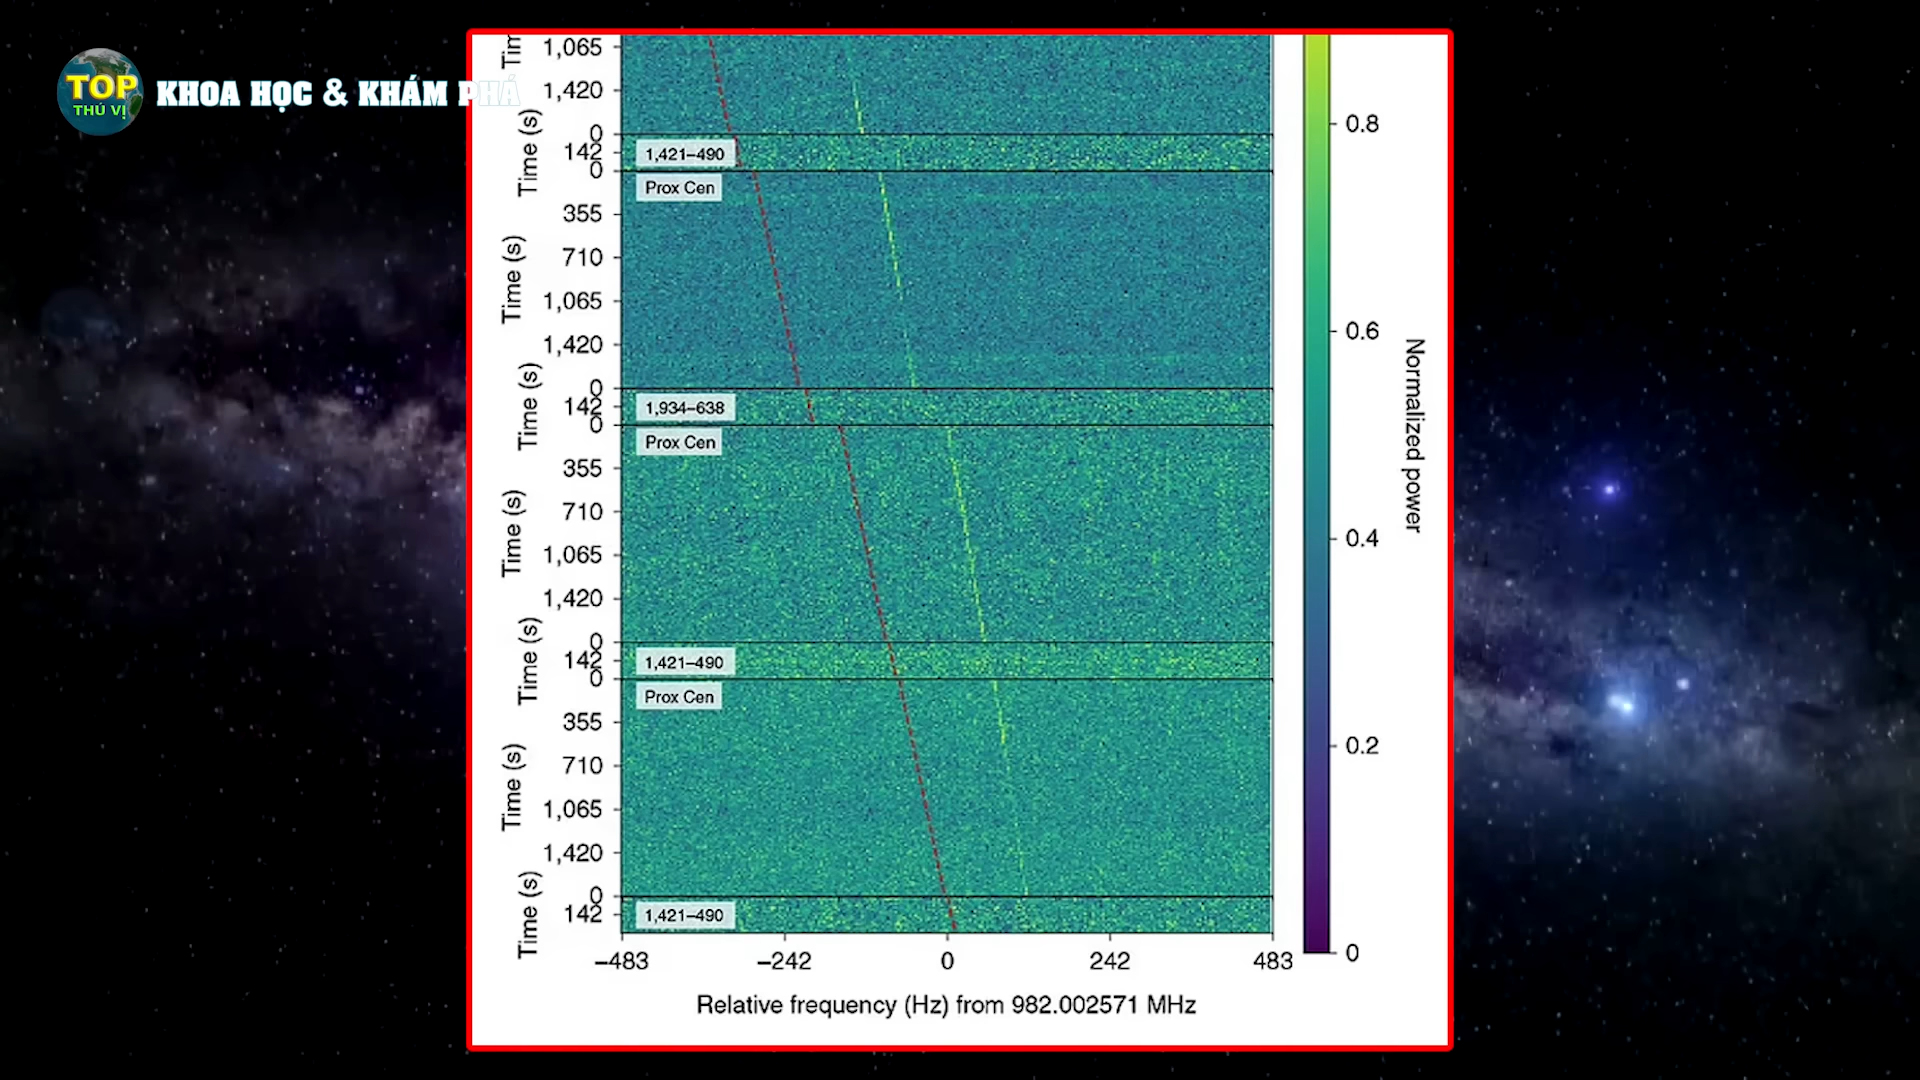 TOP
THÚ VỊ
KHOA HỌC & KHÁM PHÁ
1,065
1,420
Time (s)
0
142
1,421–490
0
Prox Cen
355
Time (s)
710
1,065
1,420
Time (s)
0
142
1,934–638
0
Prox Cen
355
Time (s)
710
1,065
1,420
Time (s)
0
142
1,421–490
0
Prox Cen
355
Time (s)
710
1,065
1,420
Time (s)
0
142
1,421–490
–483
–242
0
242
483
Relative frequency (Hz) from 982.002571 MHz
0.8
0.6
0.4
0.2
0
Normalized power